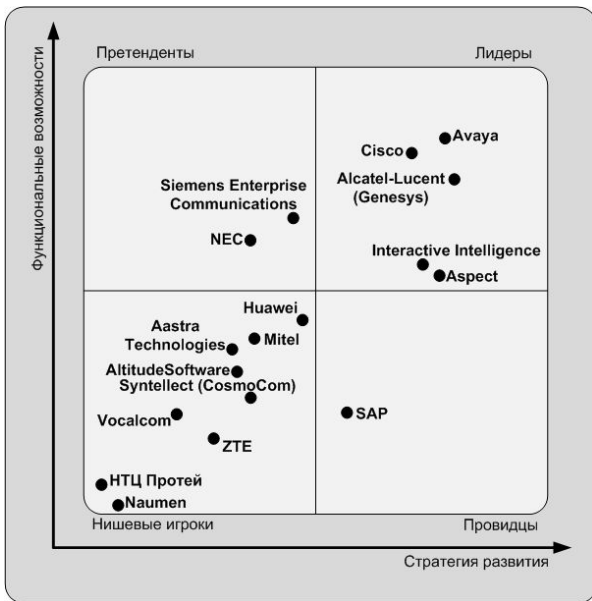 Претенденты
Лидеры
Функциональные возможности
Avaya
Cisco
Alcatel-Lucent
(Genesys)
Siemens Enterprise
Communications
NEC
Interactive Intelligence
Aspect
Huawei
Aastra
Technologies
Mitel
AltitudeSoftware
Syntellect (CosmoCom)
Vocalcom
SAP
ZTE
НТЦ Протей
Naumen
Нишевые игроки
Провидцы
Стратегия развития